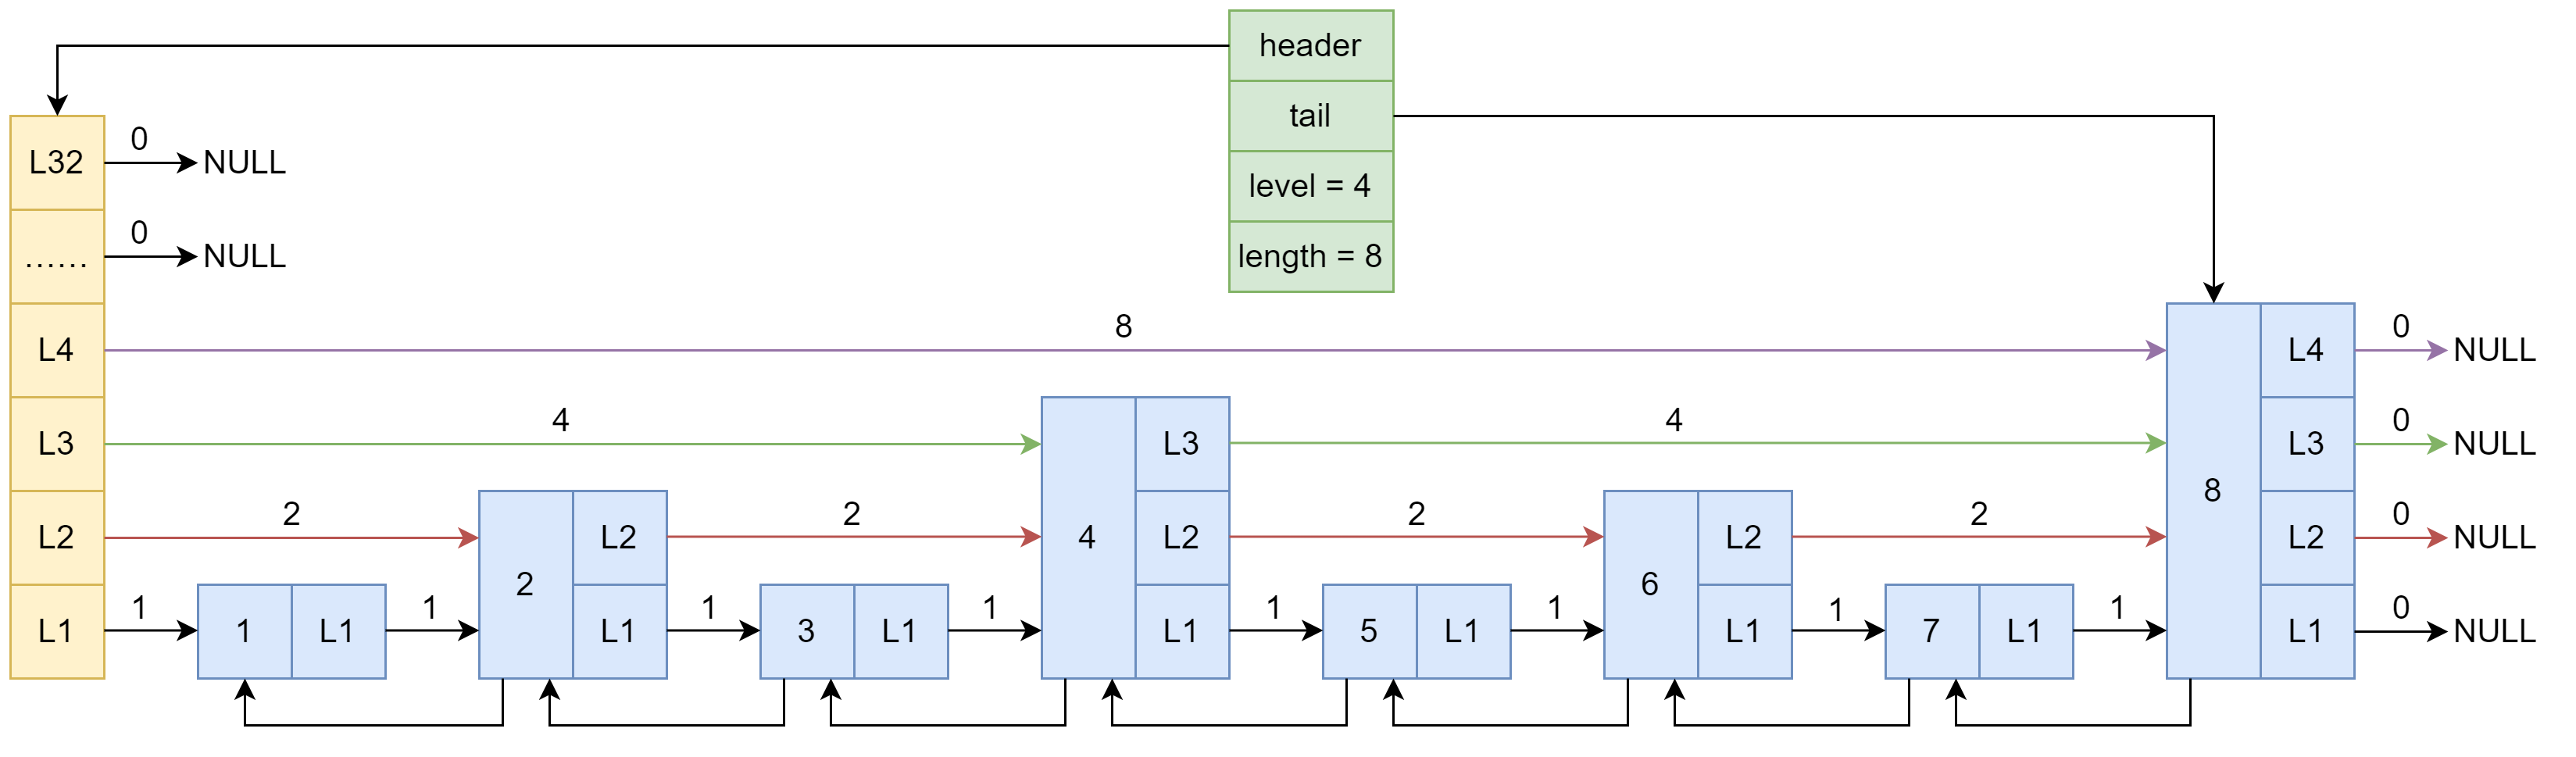 header
tail
level = 4
length = 8
0
L32
NULL
0
......
NULL
8
0
L4
L4
NULL
4
4
0
L3
L3
L3
NULL
2
2
2
2
0
L2
L2
L2
L2
L2
NULL
2
4
6
8
1
1
1
1
1
1
1
1
0
L1
1
L1
L1
3
L1
L1
5
L1
L1
7
L1
L1
NULL